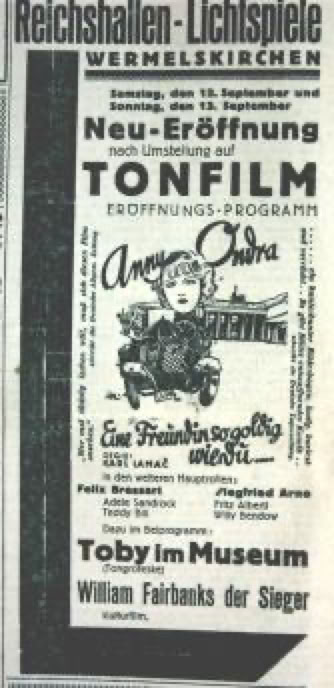 Reichshallen-Lichtspiele
WERMELSKIRCHEN
Samstag, den 12. September und
Sonntag, den 13. September
Neu-Eröffnung
nach Umstellung auf
TONFILM
ERÖFFNUNGS-PROGRAMM
Anny Ondra
Eine Freundin so goldig
wie du....
REGIE:
KARL LAMAČ
In den weiteren Hauptrollen:
Felix Bressart
Siegfried Arno
Adele Sandrock
Fritz Alberti
Teddy Bill
Willy Bendow
Dazu im Beiprogramm:
Toby im Museum
(Tongroteske)
William Fairbanks der Sieger
Kulturfilm.